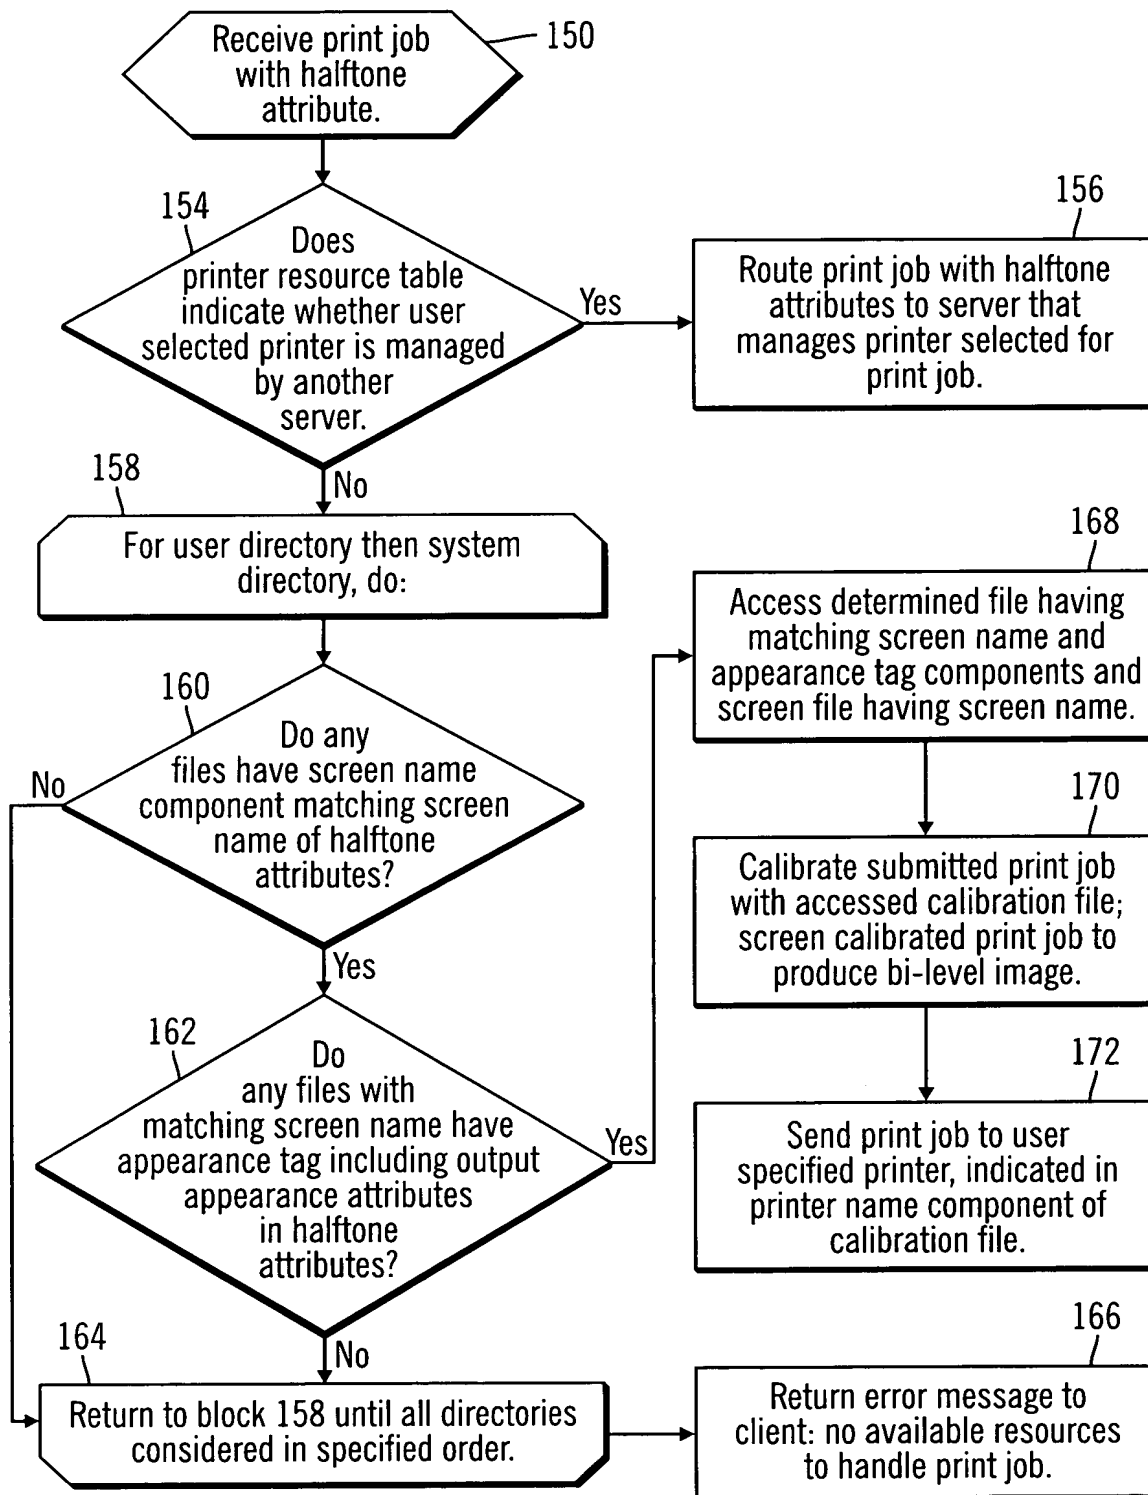 Receive print job
with halftone
attribute.
150
154
Does
printer resource table
indicate whether user
selected printer is managed
by another
server.
Yes
156
Route print job with halftone
attributes to server that
manages printer selected for
print job.
No
158
For user directory then system
directory, do:
160
Do any
files have screen name
component matching screen
name of halftone
attributes?
No
Yes
162
Do
any files with
matching screen name have
appearance tag including output
appearance attributes
in halftone
attributes?
Yes
No
168
Access determined file having
matching screen name and
appearance tag components and
screen file having screen name.
170
Calibrate submitted print job
with accessed calibration file;
screen calibrated print job to
produce bi-level image.
172
Send print job to user
specified printer, indicated in
printer name component of
calibration file.
164
Return to block 158 until all directories
considered in specified order.
166
Return error message to
client: no available resources
to handle print job.